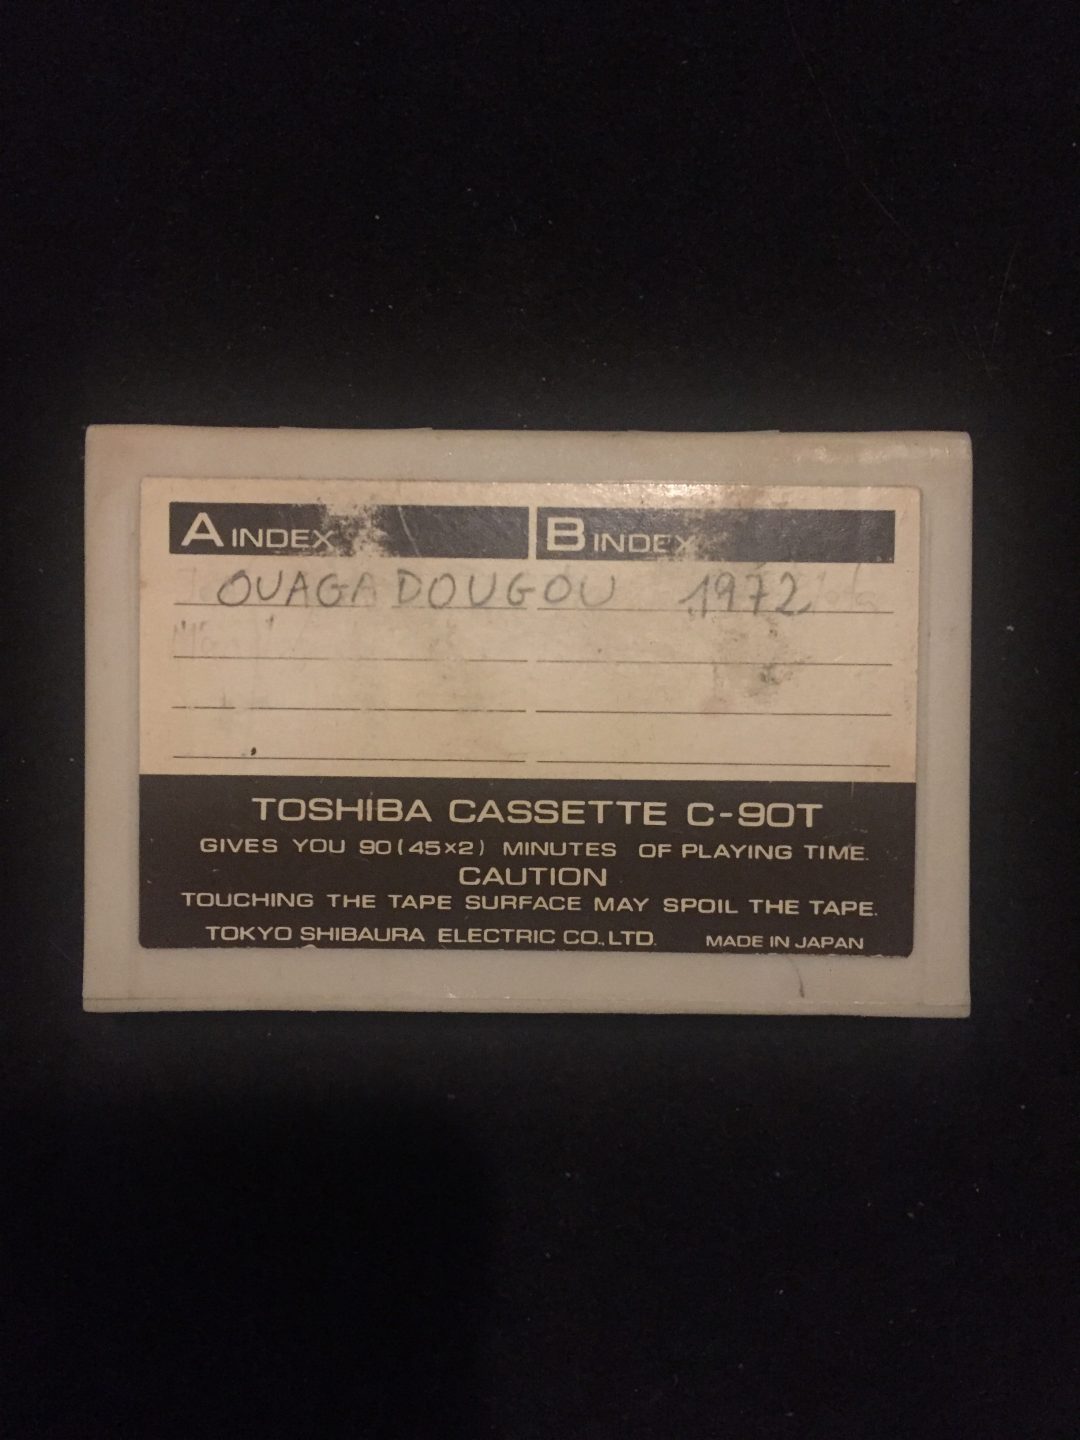 A INDEX B INDEX
OUAGADOUGOU 1972
TOSHIBA CASSETTE C-90T
GIVES YOU 90(45×2) MINUTES OF PLAYING TIME.
CAUTION
TOUCHING THE TAPE SURFACE MAY SPOIL THE TAPE.
TOKYO SHIBAURA ELECTRIC CO.,LTD. MADE IN JAPAN